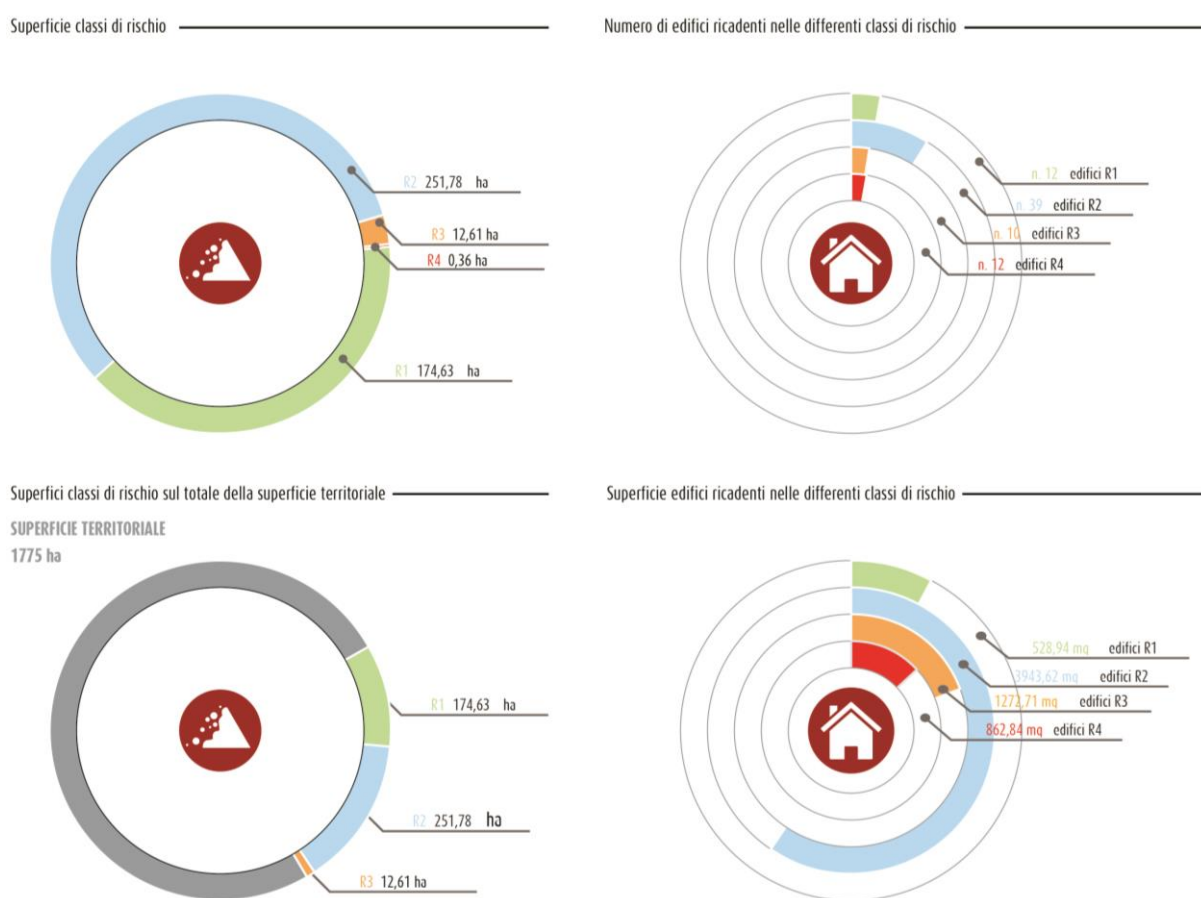 Superficie classi di rischio
R2 251,78 ha
R3 12,61 ha
R4 0,36 ha
R1 174,63 ha
Numero di edifici ricadenti nelle differenti classi di rischio
n. 12 edifici R1
n. 39 edifici R2
n. 10 edifici R3
n. 12 edifici R4
Superfici classi di rischio sul totale della superficie territoriale
SUPERFICIE TERRITORIALE
1775 ha
R1 174,63 ha
R2 251,78 ha
R3 12,61 ha
Superficie edifici ricadenti nelle differenti classi di rischio
528,94 mq edifici R1
3943,62 mq edifici R2
1272,71 mq edifici R3
862,84 mq edifici R4